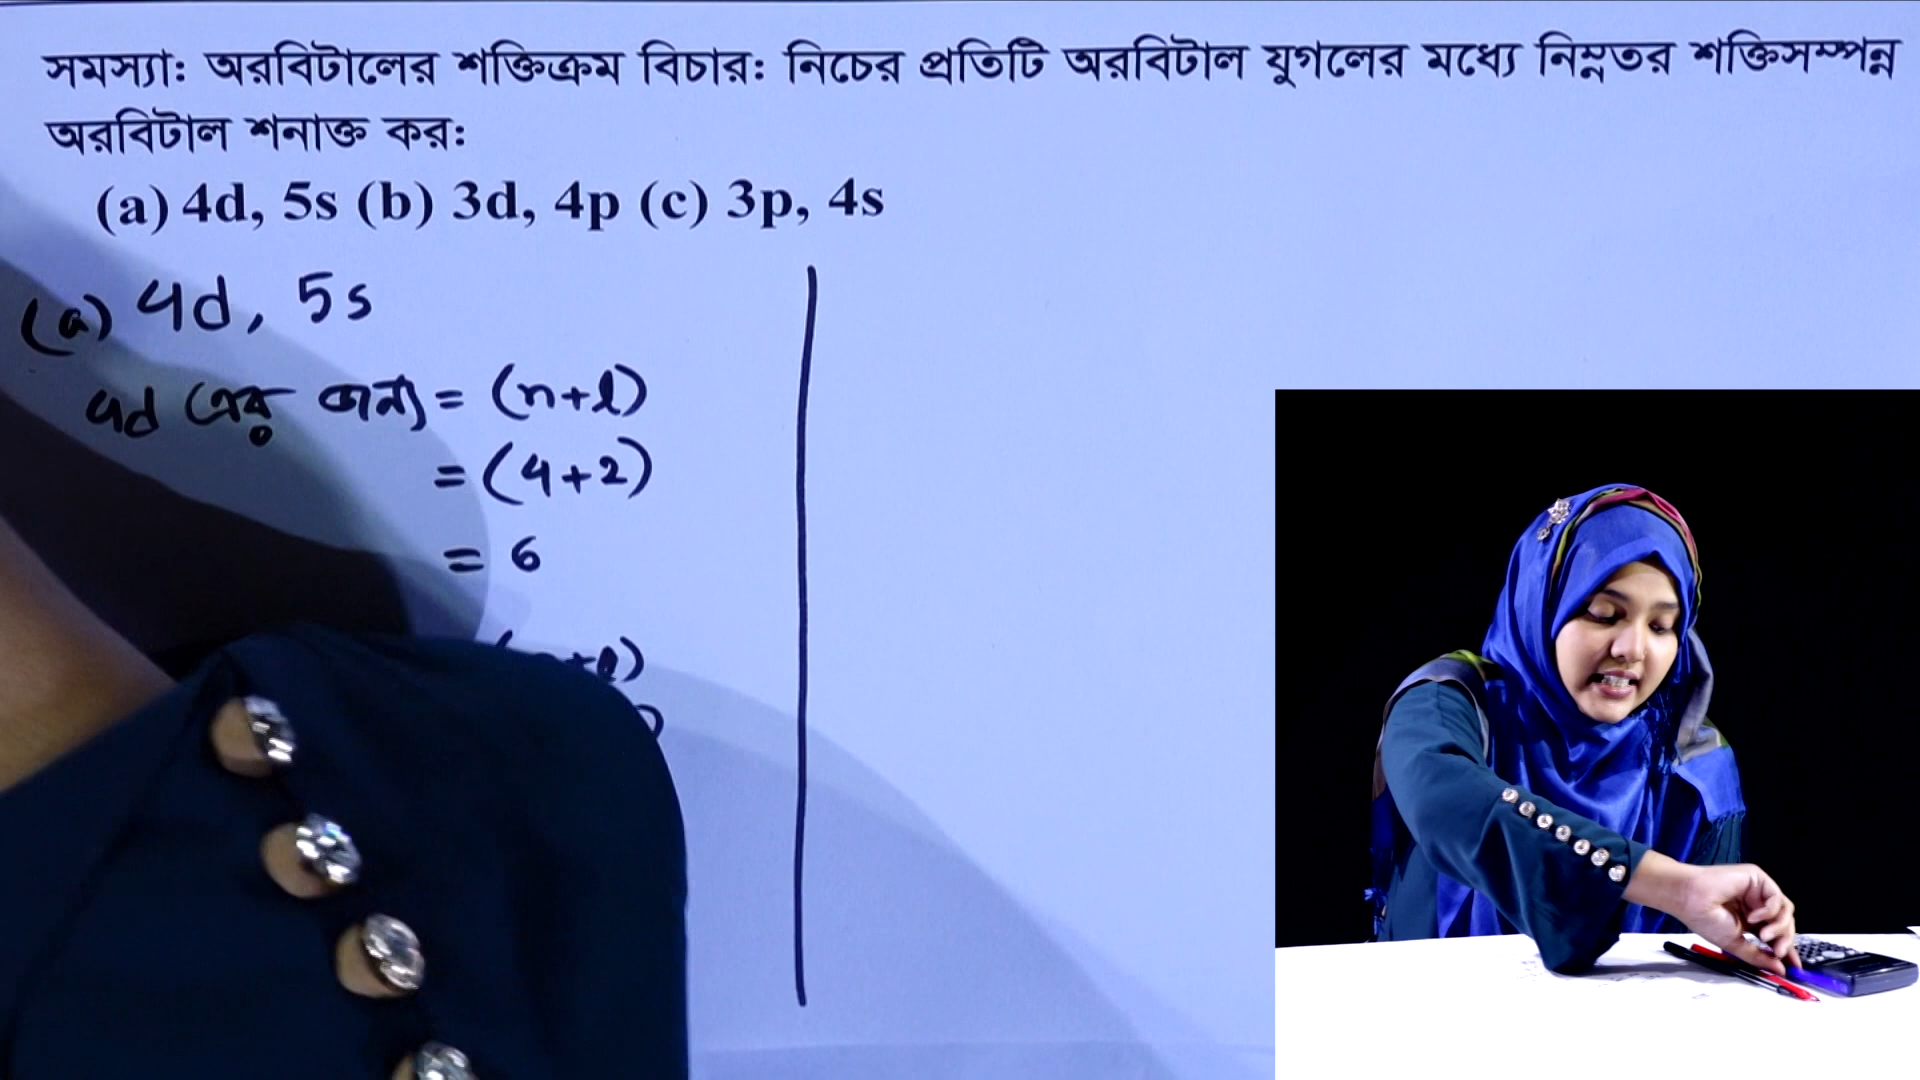 সমস্যা: অরবিটালের শক্তিক্রম বিচার: নিচের প্রতিটি অরবিটাল যুগলের মধ্যে নিম্নতর শক্তিসম্পন্ন
অরবিটাল শনাক্ত কর:
(a) 4d, 5s (b) 3d, 4p (c) 3p, 4s
(a) 4d, 5s
4d এর জন্য = (n+l)
= (4+2)
= 6
+l)